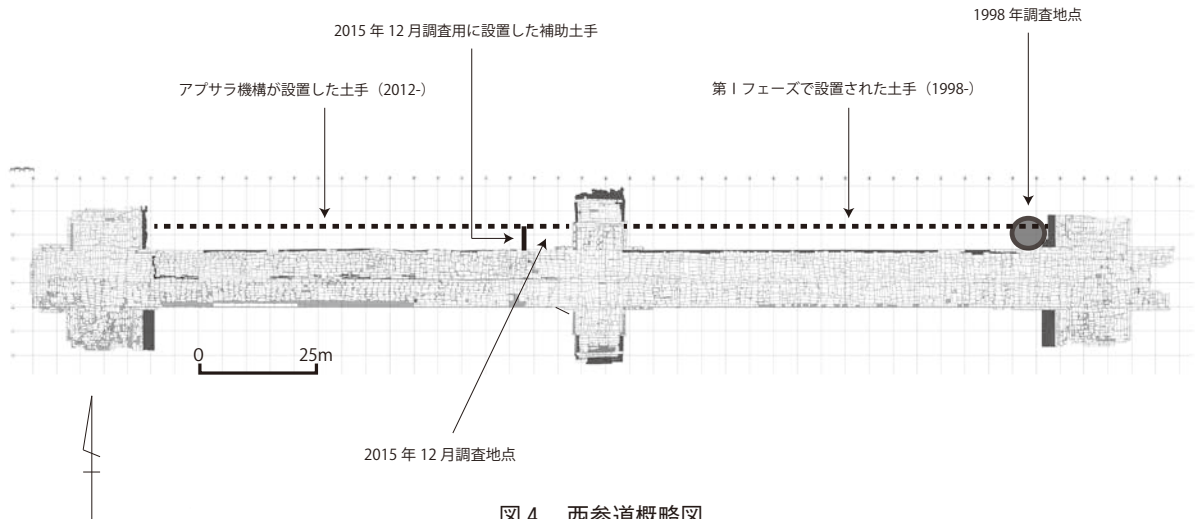 1998 年調査地点
2015 年 12 月調査用に設置した補助土手
アプサラ機構が設置した土手（2012-）
第Ⅰフェーズで設置された土手（1998-）
0 25m
2015 年 12 月調査地点
図 4 西参道概略図